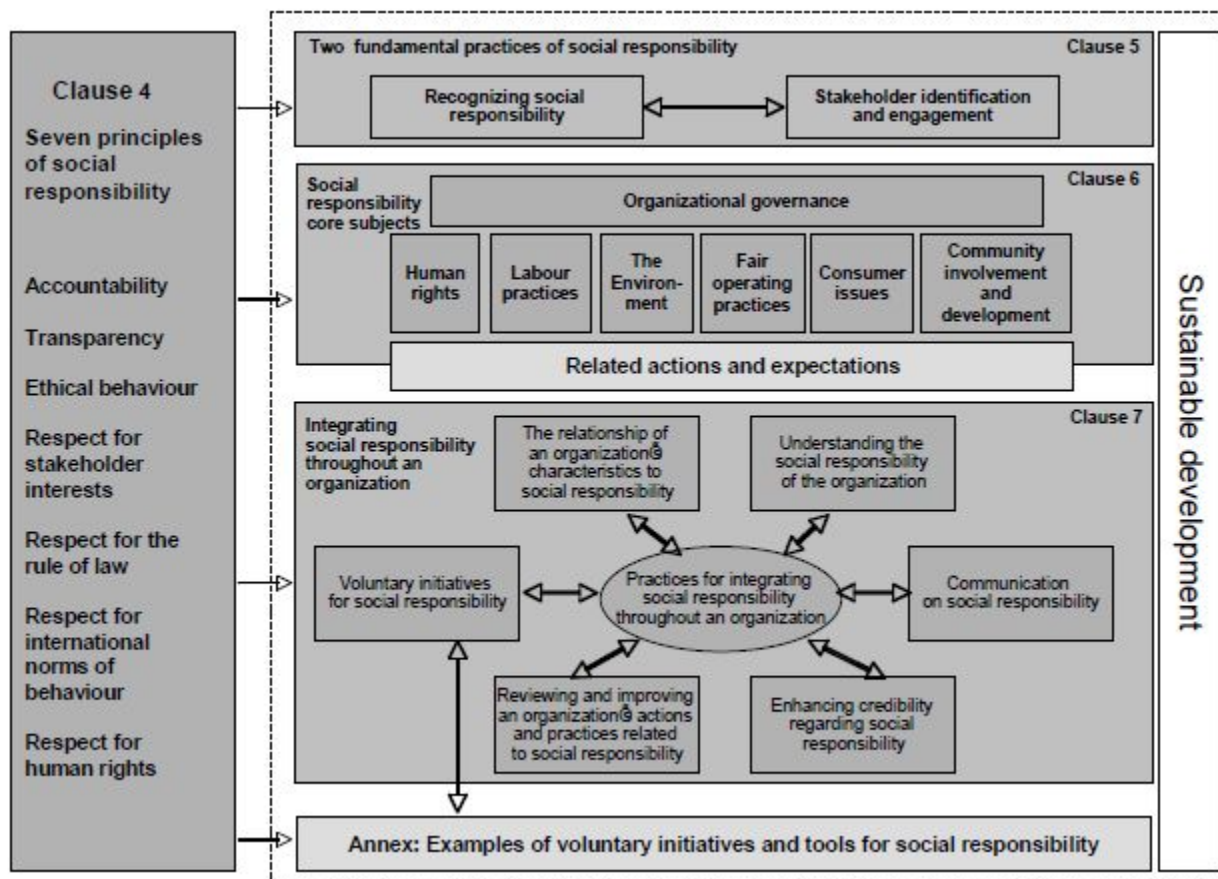 Clause 4
Seven principles
of social
responsibility
Accountability
Transparency
Ethical behaviour
Respect for
stakeholder
interests
Respect for the
rule of law
Respect for
international
norms of
behaviour
Respect for
human rights
Two fundamental practices of social responsibility
Clause 5
Recognizing social
responsibility
Stakeholder identification
and engagement
Social
responsibility
core subjects
Clause 6
Organizational governance
Human
rights
Labour
practices
The
Environ-
ment
Fair
operating
practices
Consumer
issues
Community
involvement
and
development
Related actions and expectations
Integrating
social responsibility
throughout an
organization
Clause 7
The relationship of
an organization
characteristics to
social responsibility
Understanding the
social responsibility
of the organization
Voluntary initiatives
for social responsibility
Practices for integrating
social responsibility
throughout an organization
Communication
on social responsibility
Reviewing and improving
an organization actions
and practices related
to social responsibility
Enhancing credibility
regarding social
responsibility
Annex: Examples of voluntary initiatives and tools for social responsibility
Sustainable development